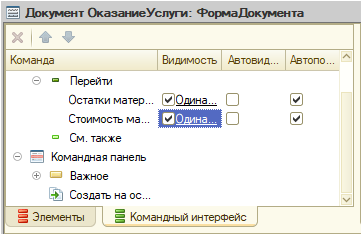 Документ ОказаниеУслуги: ФормаДокумента
Команда Видимость Автовид... Автопо...
Перейти
Остатки матер... Одина...
Стоимость ма... Одина...
См. также
Командная панель
Важное
Создать на ос...
Элементы Командный интерфейс